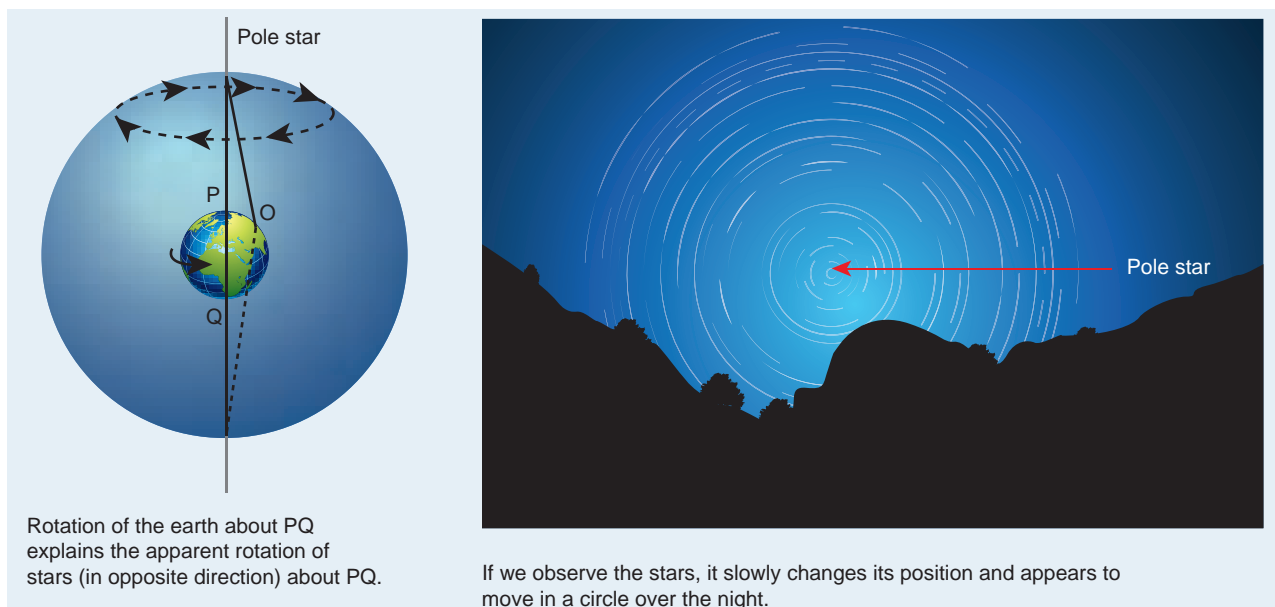 Pole star
P
O
Q
Rotation of the earth about PQ
explains the apparent rotation of
stars (in opposite direction) about PQ.
Pole star
If we observe the stars, it slowly changes its position and appears to
move in a circle over the night.